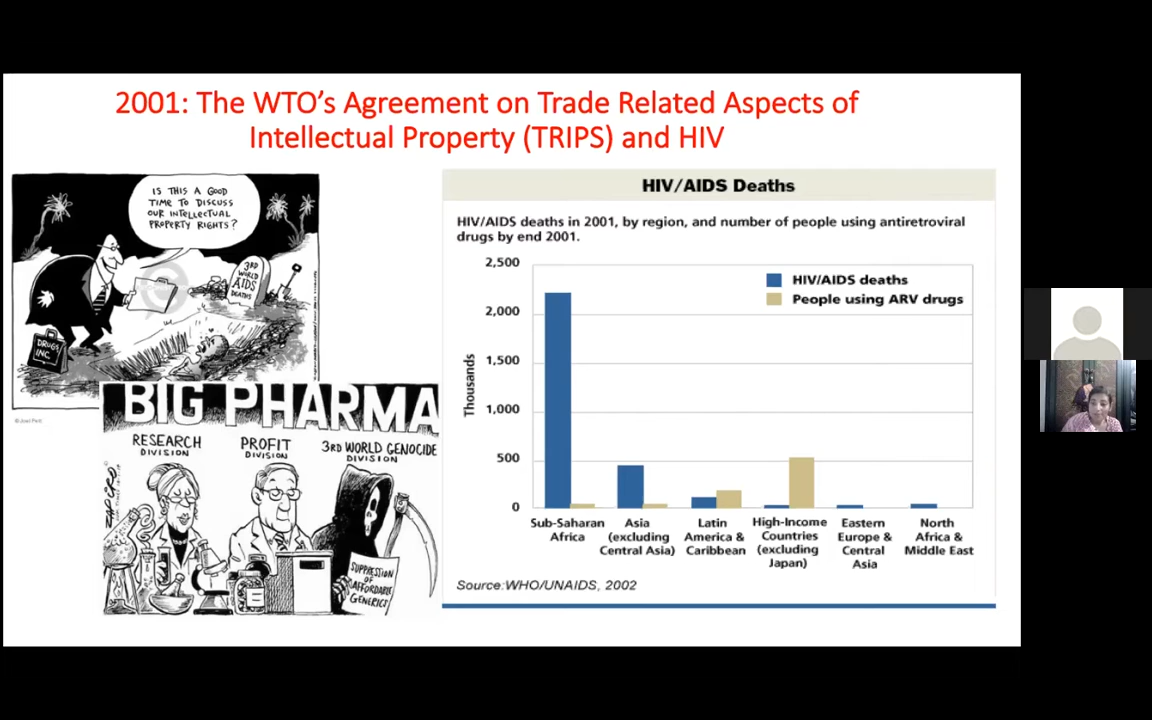 2001: The WTO's Agreement on Trade Related Aspects of
Intellectual Property (TRIPS) and HIV
IS THIS A GOOD
TIME TO DISCUSS
OUR INTELLECTUAL
PROPERTY RIGHTS?
3RD
WORLD
AIDS
DEATHS
DRUGS
INC.
BIG PHARMA
RESEARCH
DIVISION
PROFIT
DIVISION
3RD WORLD GENOCIDE
DIVISION
SUPPRESSION
OF
AFFORDABLE
GENERICS
ZAPIRO
HIV/AIDS Deaths
HIV/AIDS deaths in 2001, by region, and number of people using antiretroviral
drugs by end 2001.
HIV/AIDS deaths
People using ARV drugs
Thousands
2,500
2,000
1,500
1,000
500
0
Sub-Saharan
Africa
Asia
(excluding
Central Asia)
Latin
America &
Caribbean
High-Income
Countries
(excluding
Japan)
Eastern
Europe &
Central
Asia
North
Africa &
Middle East
Source:WHO/UNAIDS, 2002